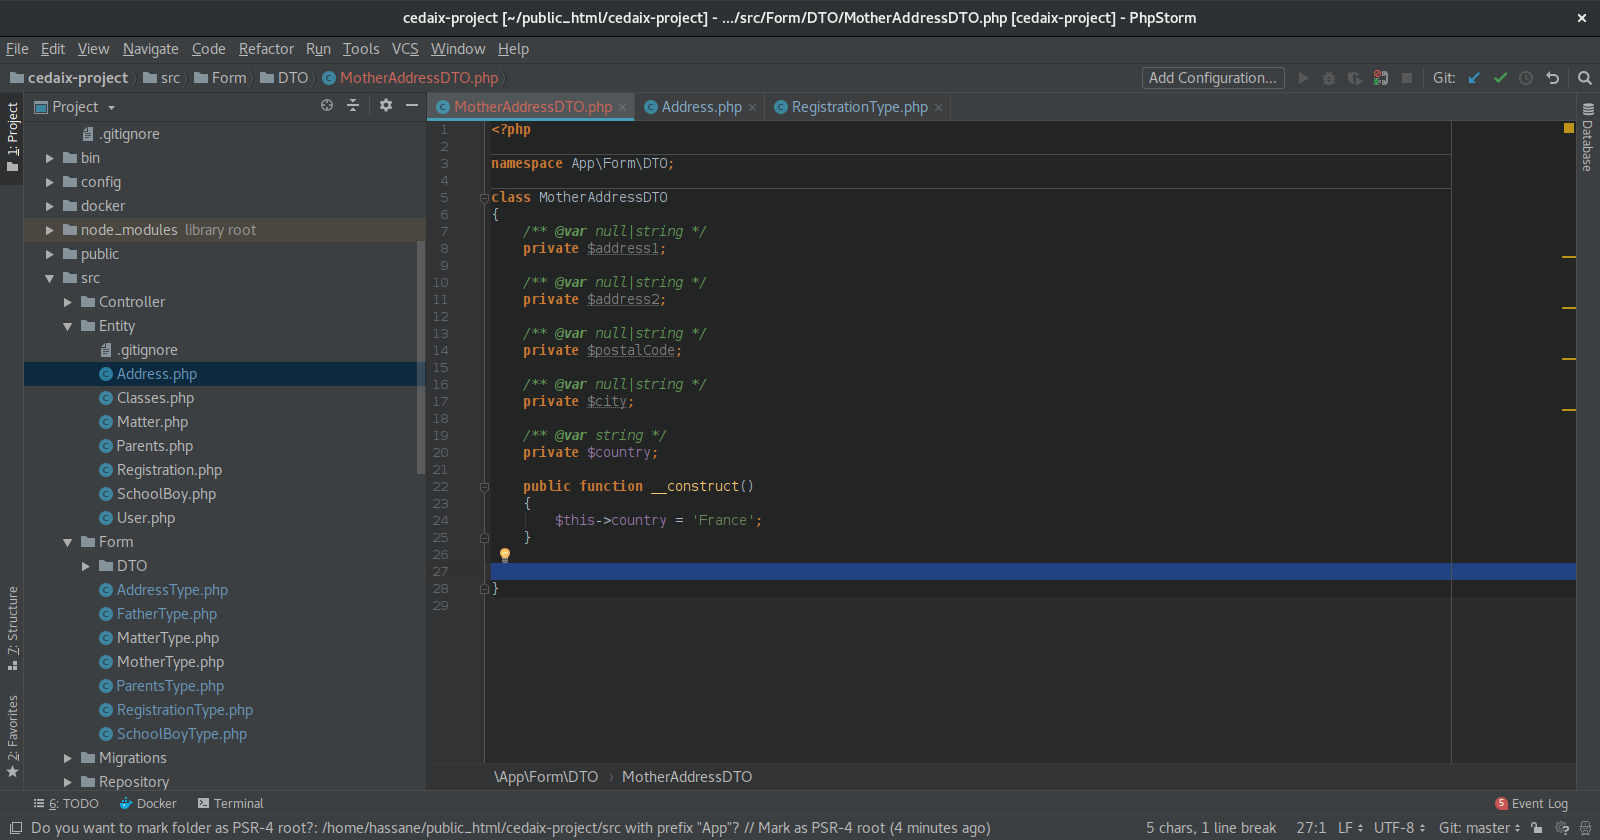 cedaix-project [~/public_html/cedaix-project] - .../src/Form/DTO/MotherAddressDTO.php [cedaix-project] - PhpStorm
File Edit View Navigate Code Refactor Run Tools VCS Window Help
cedaix-project src Form DTO MotherAddressDTO.php Add Configuration... Git:
1: Project
7: Structure
2: Favorites
Project
.gitignore
bin
config
docker
node_modules library root
public
src
Controller
Entity
.gitignore
Address.php
Classes.php
Matter.php
Parents.php
Registration.php
SchoolBoy.php
User.php
Form
DTO
AddressType.php
FatherType.php
MatterType.php
MotherType.php
ParentsType.php
RegistrationType.php
SchoolBoyType.php
Migrations
Repository
MotherAddressDTO.php Address.php RegistrationType.php
1 <?php
2
3 namespace App\Form\DTO;
4
5 class MotherAddressDTO
6 {
7 /** @var null|string */
8 private $address1;
9
10 /** @var null|string */
11 private $address2;
12
13 /** @var null|string */
14 private $postalCode;
15
16 /** @var null|string */
17 private $city;
18
19 /** @var string */
20 private $country;
21
22 public function __construct()
23 {
24 $this->country = 'France';
25 }
26
27
28 }
29
\App\Form\DTO › MotherAddressDTO
Database
6: TODO Docker Terminal 5 Event Log
Do you want to mark folder as PSR-4 root?: /home/hassane/public_html/cedaix-project/src with prefix "App"? // Mark as PSR-4 root (4 minutes ago) 5 chars, 1 line break 27:1 LF UTF-8 Git: master